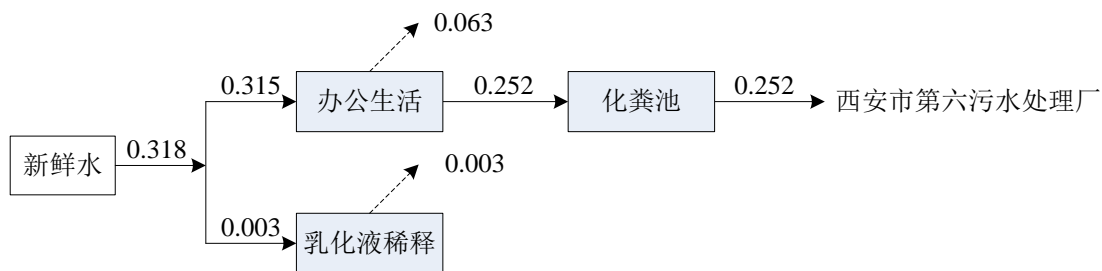 0.063
0.315
办公生活
0.252
化粪池
0.252
西安市第六污水处理厂
新鲜水
0.318
0.003
0.003
乳化液稀释